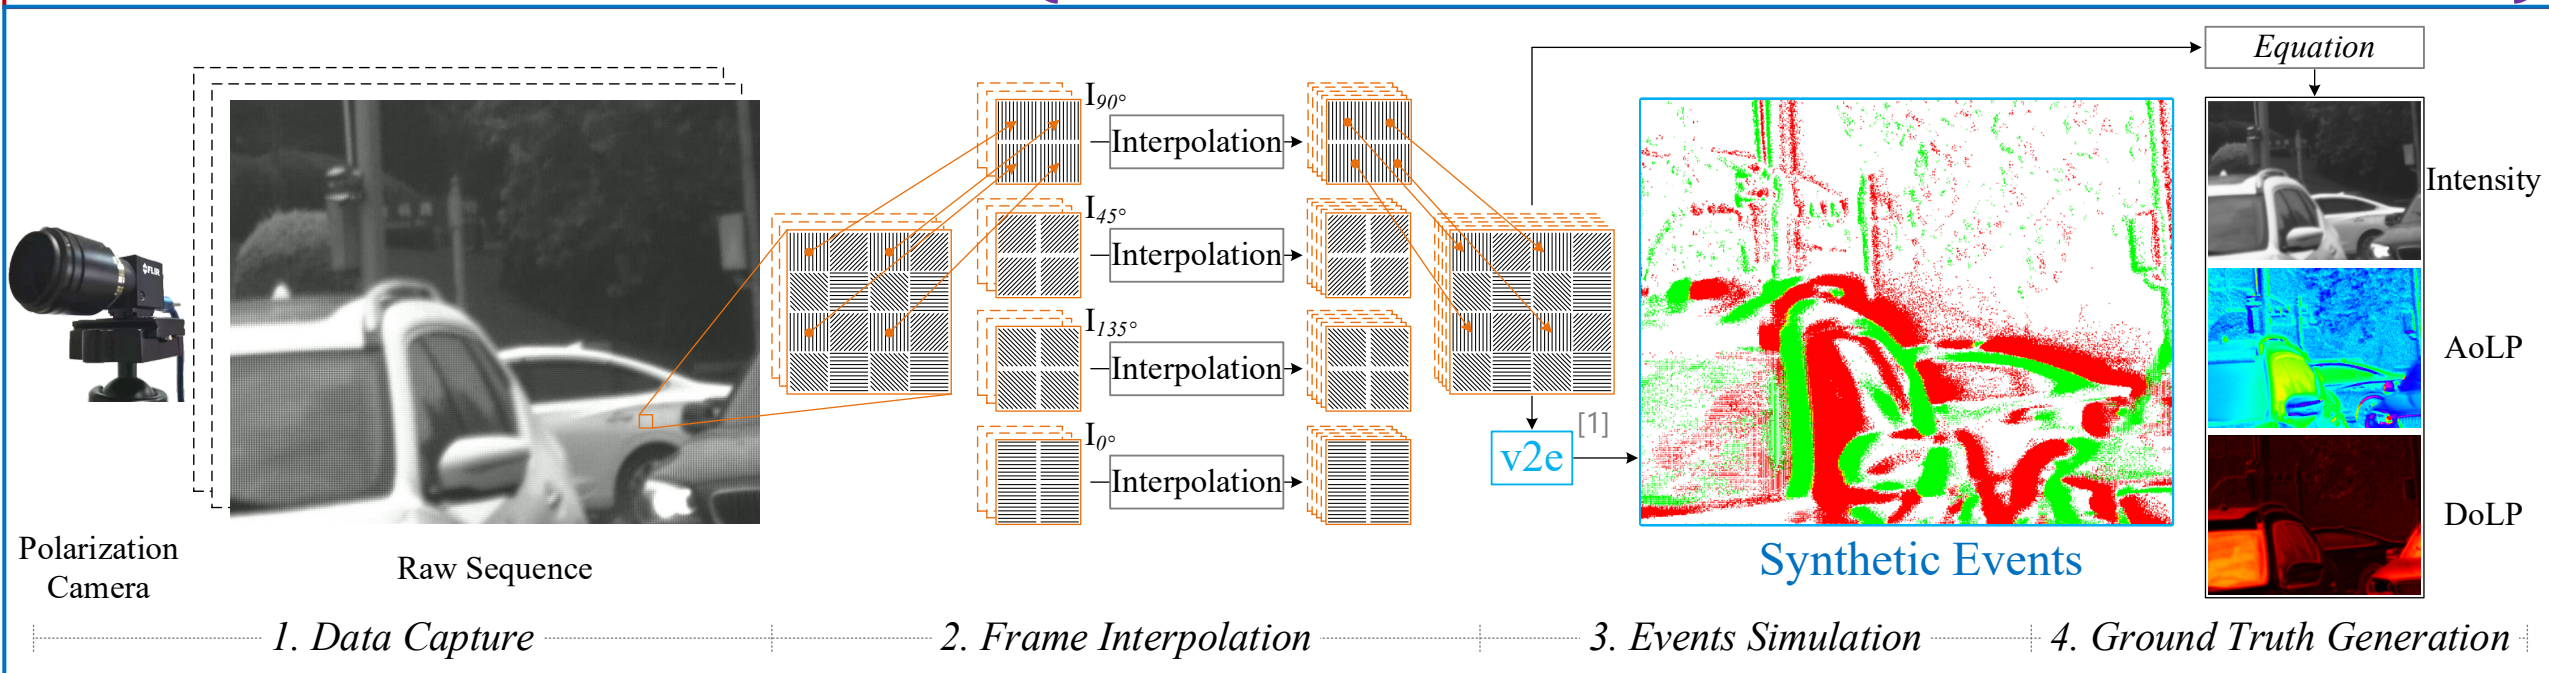 Equation
I90°
Interpolation
I45°
Interpolation
I135°
Interpolation
I0°
Interpolation
FLIR
[1]
v2e
Intensity
AoLP
DoLP
Polarization
Camera
Raw Sequence
Synthetic Events
1. Data Capture
2. Frame Interpolation
3. Events Simulation
4. Ground Truth Generation